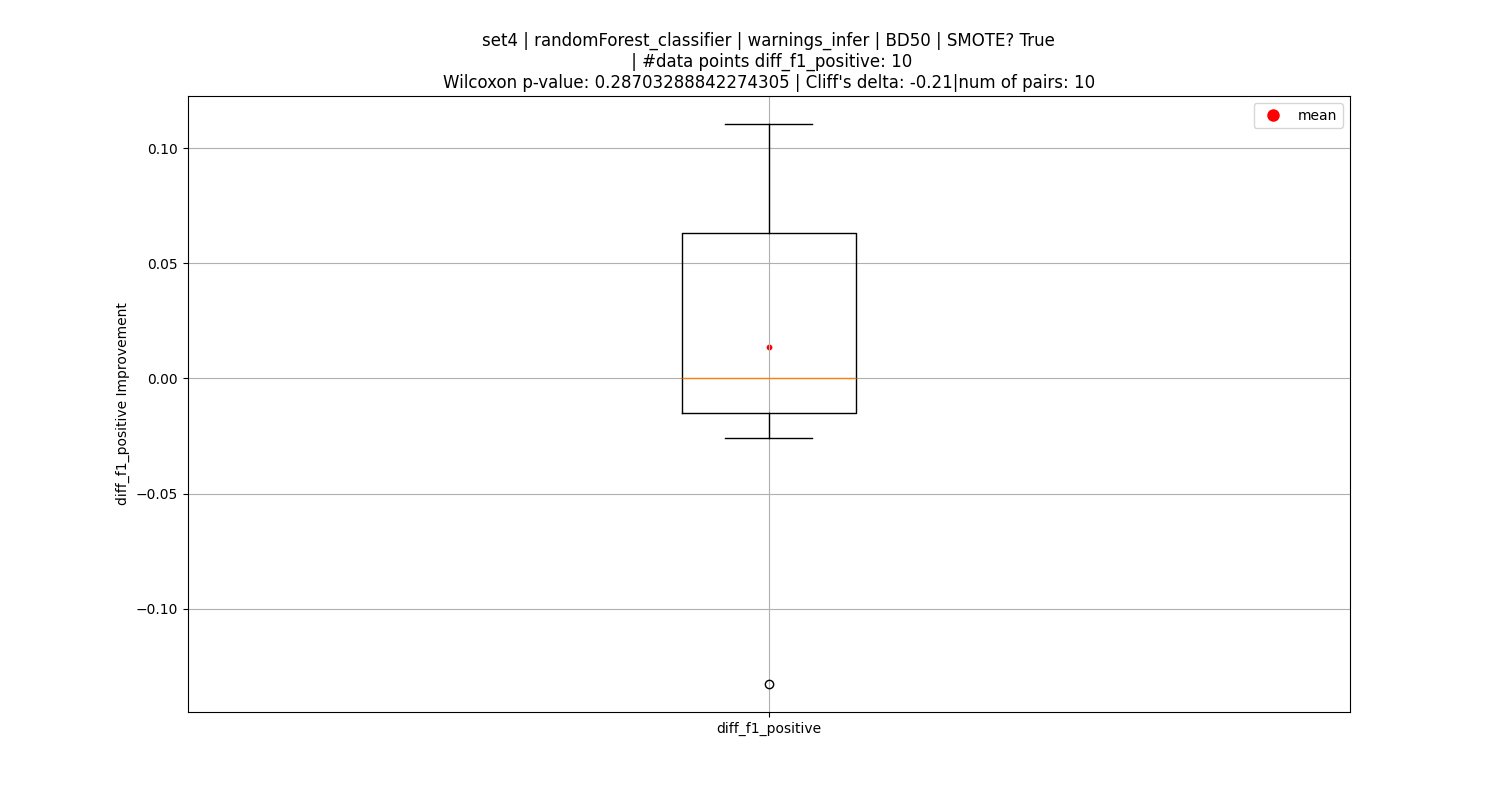 set4 | randomForest_classifier | warnings_infer | BD50 | SMOTE? True
| #data points diff_f1_positive: 10
Wilcoxon p-value: 0.28703288842274305 | Cliff's delta: -0.21|num of pairs: 10
mean
0.10
0.05
0.00
−0.05
−0.10
diff_f1_positive Improvement
diff_f1_positive